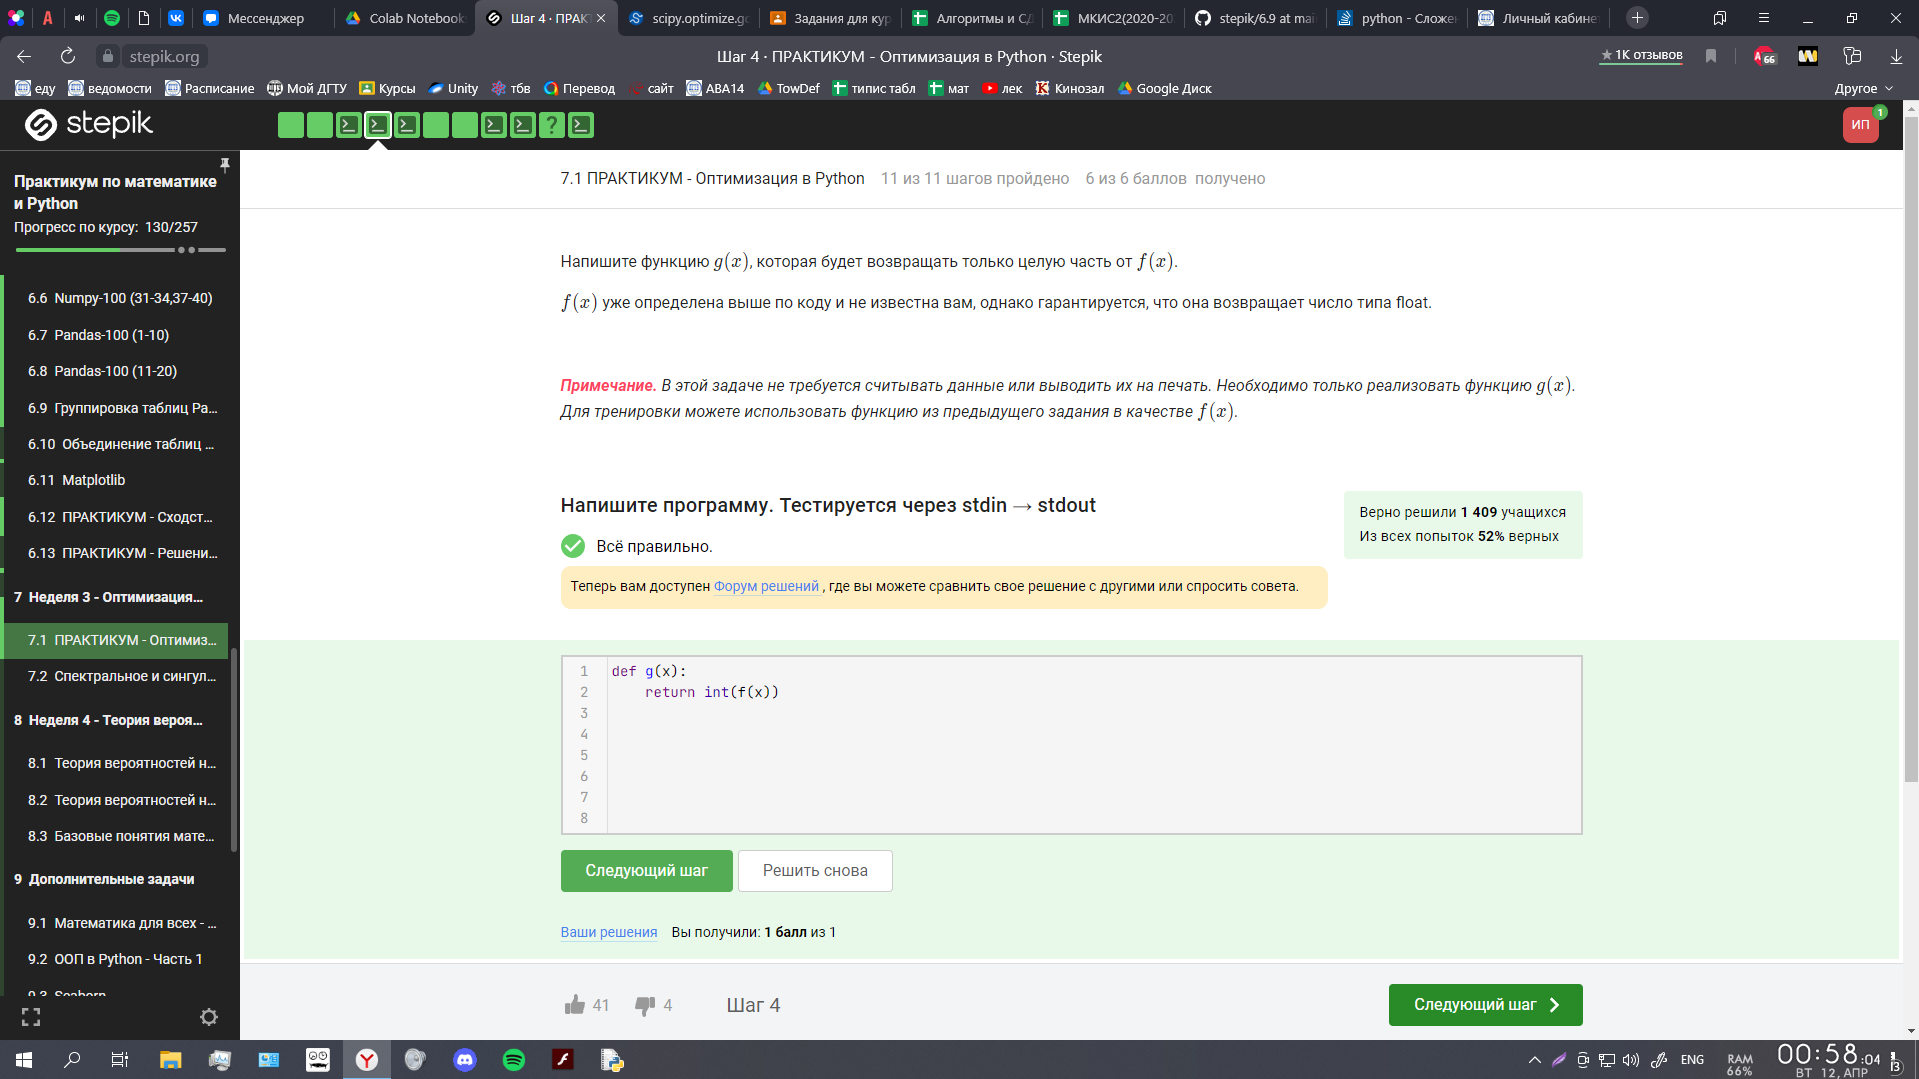 Мессенджер
Colab Notebook
Шаг 4 · ПРАК
scipy.optimize.gc
Задания для кур
Алгоритмы и СД
МКИС2(2020-20
stepik/6.9 at mai
python - Сложе
Личный кабине
stepik.org
Шаг 4 · ПРАКТИКУМ - Оптимизация в Python · Stepik
★ 1К отзывов
66
еду
ведомости
Расписание
Мой ДГТУ
Курсы
Unity
тбв
Перевод
сайт
АВА14
TowDef
типис табл
мат
лек
Кинозал
Google Диск
Другое
stepik
ИП
1
Практикум по математике
и Python
Прогресс по курсу: 130/257
6.6 Numpy-100 (31-34,37-40)
6.7 Pandas-100 (1-10)
6.8 Pandas-100 (11-20)
6.9 Группировка таблиц Pa...
6.10 Объединение таблиц ...
6.11 Matplotlib
6.12 ПРАКТИКУМ - Сходст...
6.13 ПРАКТИКУМ - Решени...
7 Неделя 3 - Оптимизация...
7.1 ПРАКТИКУМ - Оптимиз...
7.2 Спектральное и сингул...
8 Неделя 4 - Теория вероя...
8.1 Теория вероятностей н...
8.2 Теория вероятностей н...
8.3 Базовые понятия мате...
9 Дополнительные задачи
9.1 Математика для всех - ...
9.2 ООП в Python - Часть 1
9.3 Seaborn
7.1 ПРАКТИКУМ - Оптимизация в Python 11 из 11 шагов пройдено 6 из 6 баллов получено
Напишите функцию g(x), которая будет возвращать только целую часть от f(x).
f(x) уже определена выше по коду и не известна вам, однако гарантируется, что она возвращает число типа float.
Примечание. В этой задаче не требуется считывать данные или выводить их на печать. Необходимо только реализовать функцию g(x).
Для тренировки можете использовать функцию из предыдущего задания в качестве f(x).
Напишите программу. Тестируется через stdin → stdout
Верно решили 1 409 учащихся
Из всех попыток 52% верных
Всё правильно.
Теперь вам доступен Форум решений, где вы можете сравнить свое решение с другими или спросить совета.
1 def g(x):
2     return int(f(x))
3
4
5
6
7
8
Следующий шаг
Решить снова
Ваши решения Вы получили: 1 балл из 1
41
4
Шаг 4
Следующий шаг
ENG
RAM
66%
00:58:04
ВТ 12, АПР
3